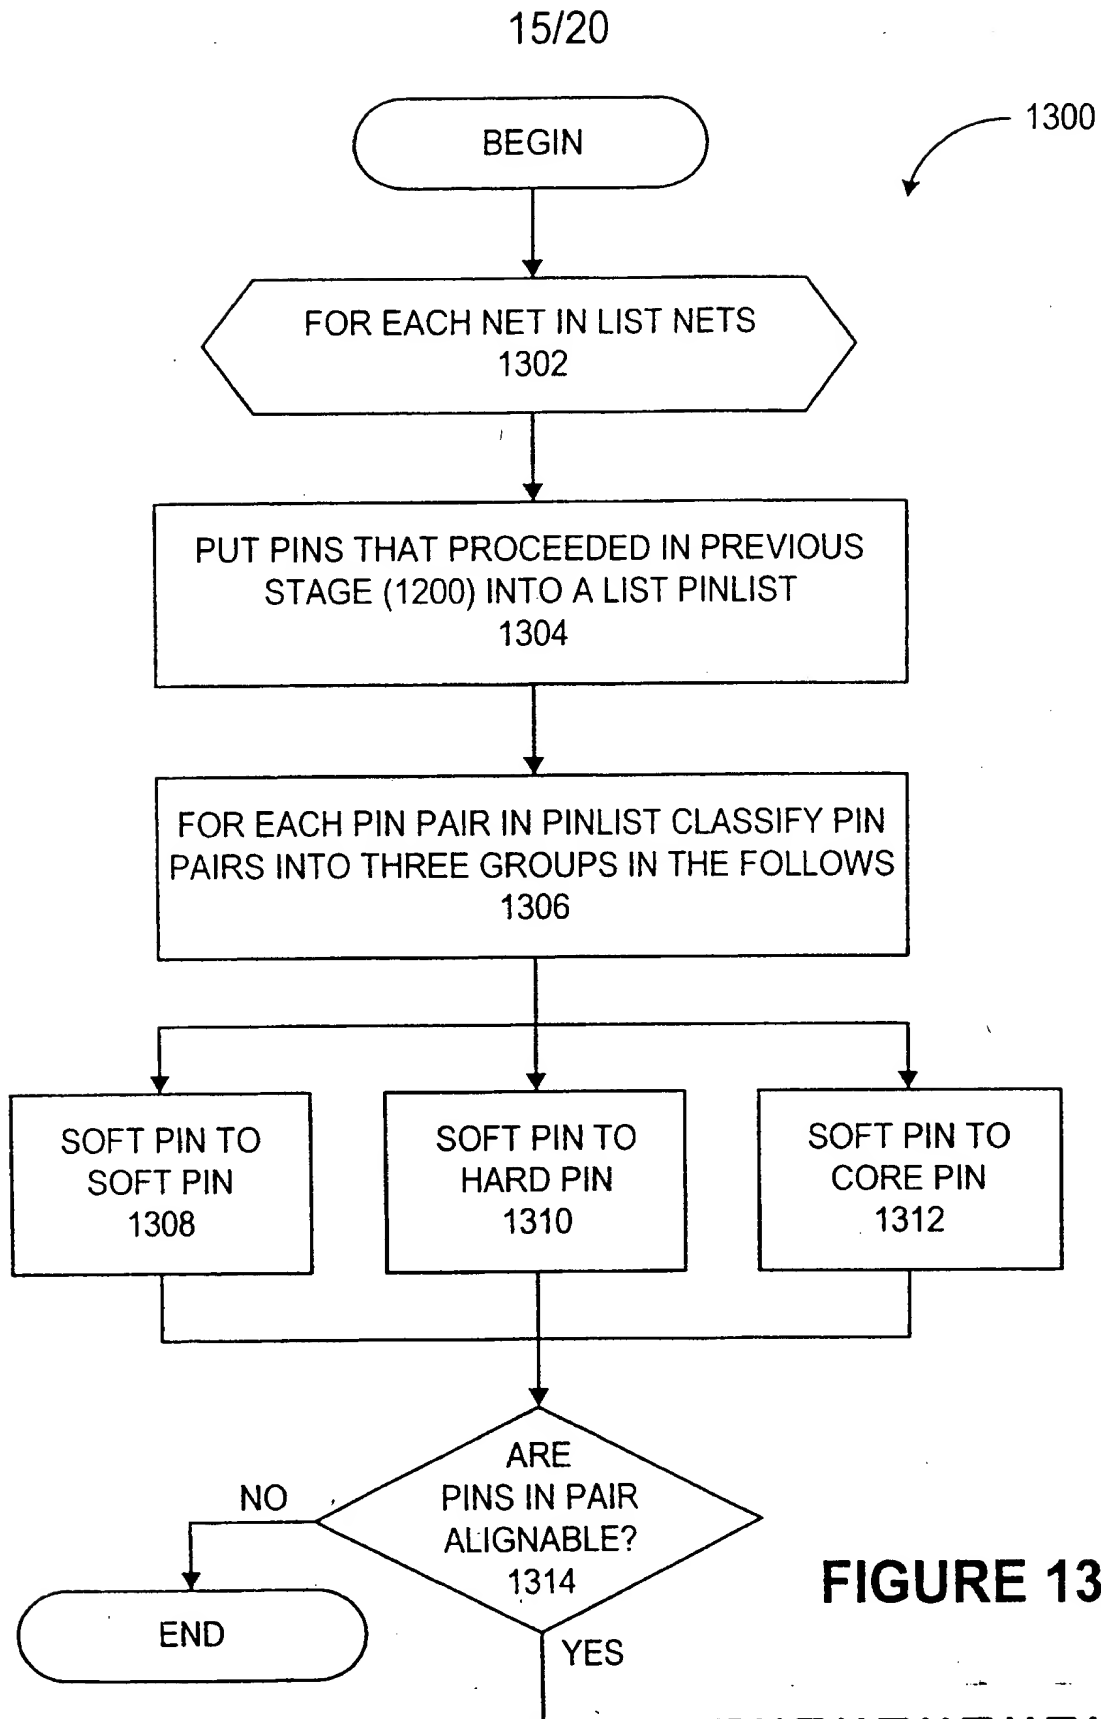 15/20
BEGIN
1300
FOR EACH NET IN LIST NETS
1302
PUT PINS THAT PROCEEDED IN PREVIOUS
STAGE (1200) INTO A LIST PINLIST
1304
FOR EACH PIN PAIR IN PINLIST CLASSIFY PIN
PAIRS INTO THREE GROUPS IN THE FOLLOWS
1306
SOFT PIN TO
SOFT PIN
1308
SOFT PIN TO
HARD PIN
1310
SOFT PIN TO
CORE PIN
1312
ARE
PINS IN PAIR
ALIGNABLE?
1314
NO
END
YES
FIGURE 13